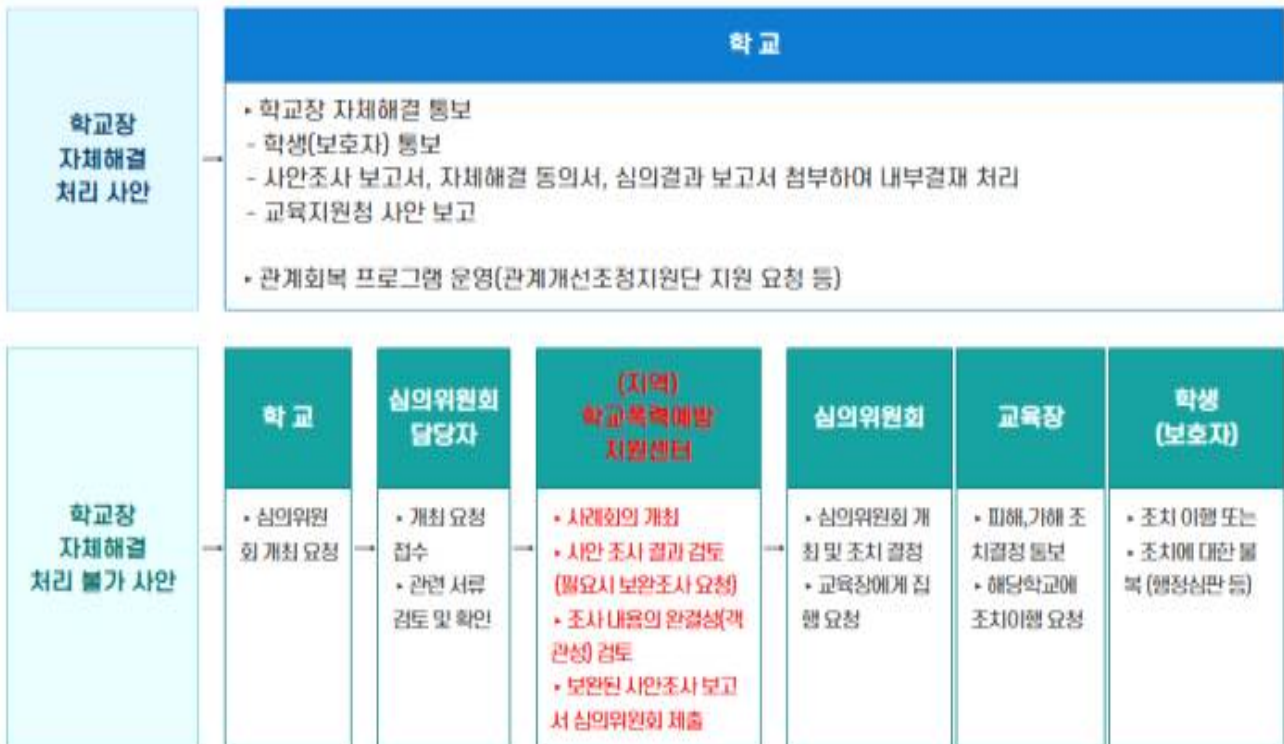 학교장
자체해결
처리 사안
→
학 교
▸ 학교장 자체해결 통보
- 학생(보호자) 통보
- 사안조사 보고서, 자체해결 동의서, 심의결과 보고서 첨부하여 내부결재 처리
- 교육지원청 사안 보고
▸ 관계회복 프로그램 운영(관계개선조정지원단 지원 요청 등)
학교장
자체해결
처리 불가 사안
→
학 교
▸ 심의위원
회 개최 요청
→
심의위원회
담당자
▸ 개최 요청
접수
▸ 관련 서류
검토 및 확인
→
(지역)
학교폭력예방
지원센터
▸ 사례회의 개최
▸ 사안 조사 결과 검토
(필요시 보완조사 요청)
▸ 조사 내용의 완결성(객
관성) 검토
▸ 보완된 사안조사 보고
서 심의위원회 제출
→
심의위원회
▸ 심의위원회 개
최 및 조치 결정
▸ 교육장에게 집
행 요청
교육장
▸ 피해,가해 조
치결정 통보
▸ 해당학교에
조치이행 요청
학생
(보호자)
▸ 조치 이행 또는
▸ 조치에 대한 불
복 (행정심판 등)